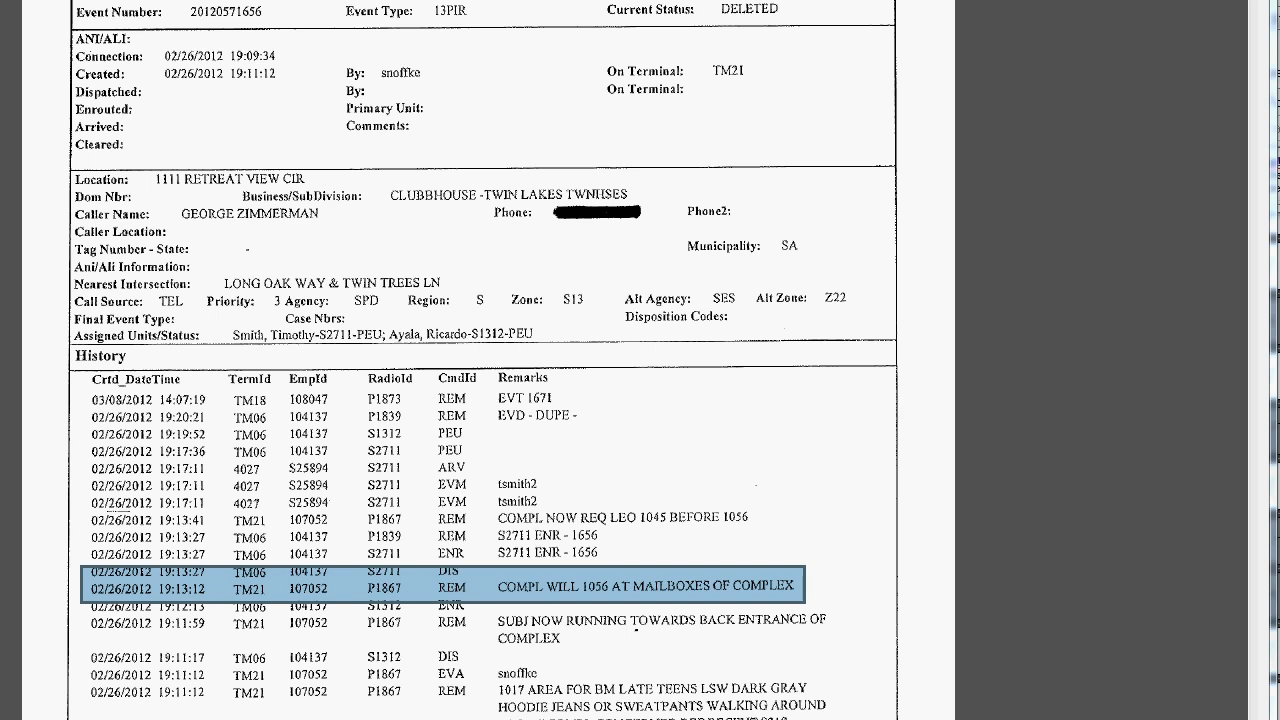 Event Number: 20120571656 Event Type: 13PIR Current Status: DELETED
ANI/ALI:
Connection: 02/26/2012 19:09:34
Created: 02/26/2012 19:11:12 By: snoffke On Terminal: TM21
Dispatched: By: On Terminal:
Enrouted: Primary Unit:
Arrived: Comments:
Cleared:
Location: 1111 RETREAT VIEW CIR
Dom Nbr: Business/SubDivision: CLUBBHOUSE -TWIN LAKES TWNHSES
Caller Name: GEORGE ZIMMERMAN Phone: Phone2:
Caller Location:
Tag Number - State: - Municipality: SA
Ani/Ali Information:
Nearest Intersection: LONG OAK WAY & TWIN TREES LN
Call Source: TEL Priority: 3 Agency: SPD Region: S Zone: S13 Alt Agency: SES Alt Zone: Z22
Final Event Type: Case Nbrs: Disposition Codes:
Assigned Units/Status: Smith, Timothy-S2711-PEU; Ayala, Ricardo-S1312-PEU
History
Crtd_DateTime TermId EmpId RadioId CmdId Remarks
03/08/2012 14:07:19 TM18 108047 P1873 REM EVT 1671
02/26/2012 19:20:21 TM06 104137 P1839 REM EVD - DUPE -
02/26/2012 19:19:52 TM06 104137 S1312 PEU
02/26/2012 19:17:36 TM06 104137 S2711 PEU
02/26/2012 19:17:11 4027 S25894 S2711 ARV
02/26/2012 19:17:11 4027 S25894 S2711 EVM tsmith2
02/26/2012 19:17:11 4027 S25894 S2711 EVM tsmith2
02/26/2012 19:13:41 TM21 107052 P1867 REM COMPL NOW REQ LEO 1045 BEFORE 1056
02/26/2012 19:13:27 TM06 104137 P1839 REM S2711 ENR - 1656
02/26/2012 19:13:27 TM06 104137 S2711 ENR S2711 ENR - 1656
02/26/2012 19:13:27 TM06 104137 S2711 DIS
02/26/2012 19:13:12 TM21 107052 P1867 REM COMPL WILL 1056 AT MAILBOXES OF COMPLEX
02/26/2012 19:12:13 TM06 104137 S1312 ENR
02/26/2012 19:11:59 TM21 107052 P1867 REM SUBJ NOW RUNNING TOWARDS BACK ENTRANCE OF
COMPLEX
02/26/2012 19:11:17 TM06 104137 S1312 DIS
02/26/2012 19:11:12 TM21 107052 P1867 EVA snoffke
02/26/2012 19:11:12 TM21 107052 P1867 REM 1017 AREA FOR BM LATE TEENS LSW DARK GRAY
HOODIE JEANS OR SWEATPANTS WALKING AROUND